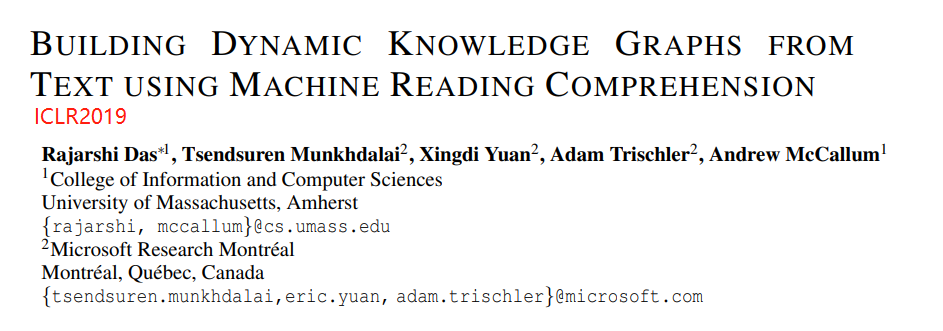 BUILDING DYNAMIC KNOWLEDGE GRAPHS FROM
TEXT USING MACHINE READING COMPREHENSION
ICLR2019
Rajarshi Das*1, Tsendsuren Munkhdalai2, Xingdi Yuan2, Adam Trischler2, Andrew McCallum1
1College of Information and Computer Sciences
University of Massachusetts, Amherst
{rajarshi, mccallum}@cs.umass.edu
2Microsoft Research Montréal
Montréal, Québec, Canada
{tsendsuren.munkhdalai,eric.yuan, adam.trischler}@microsoft.com